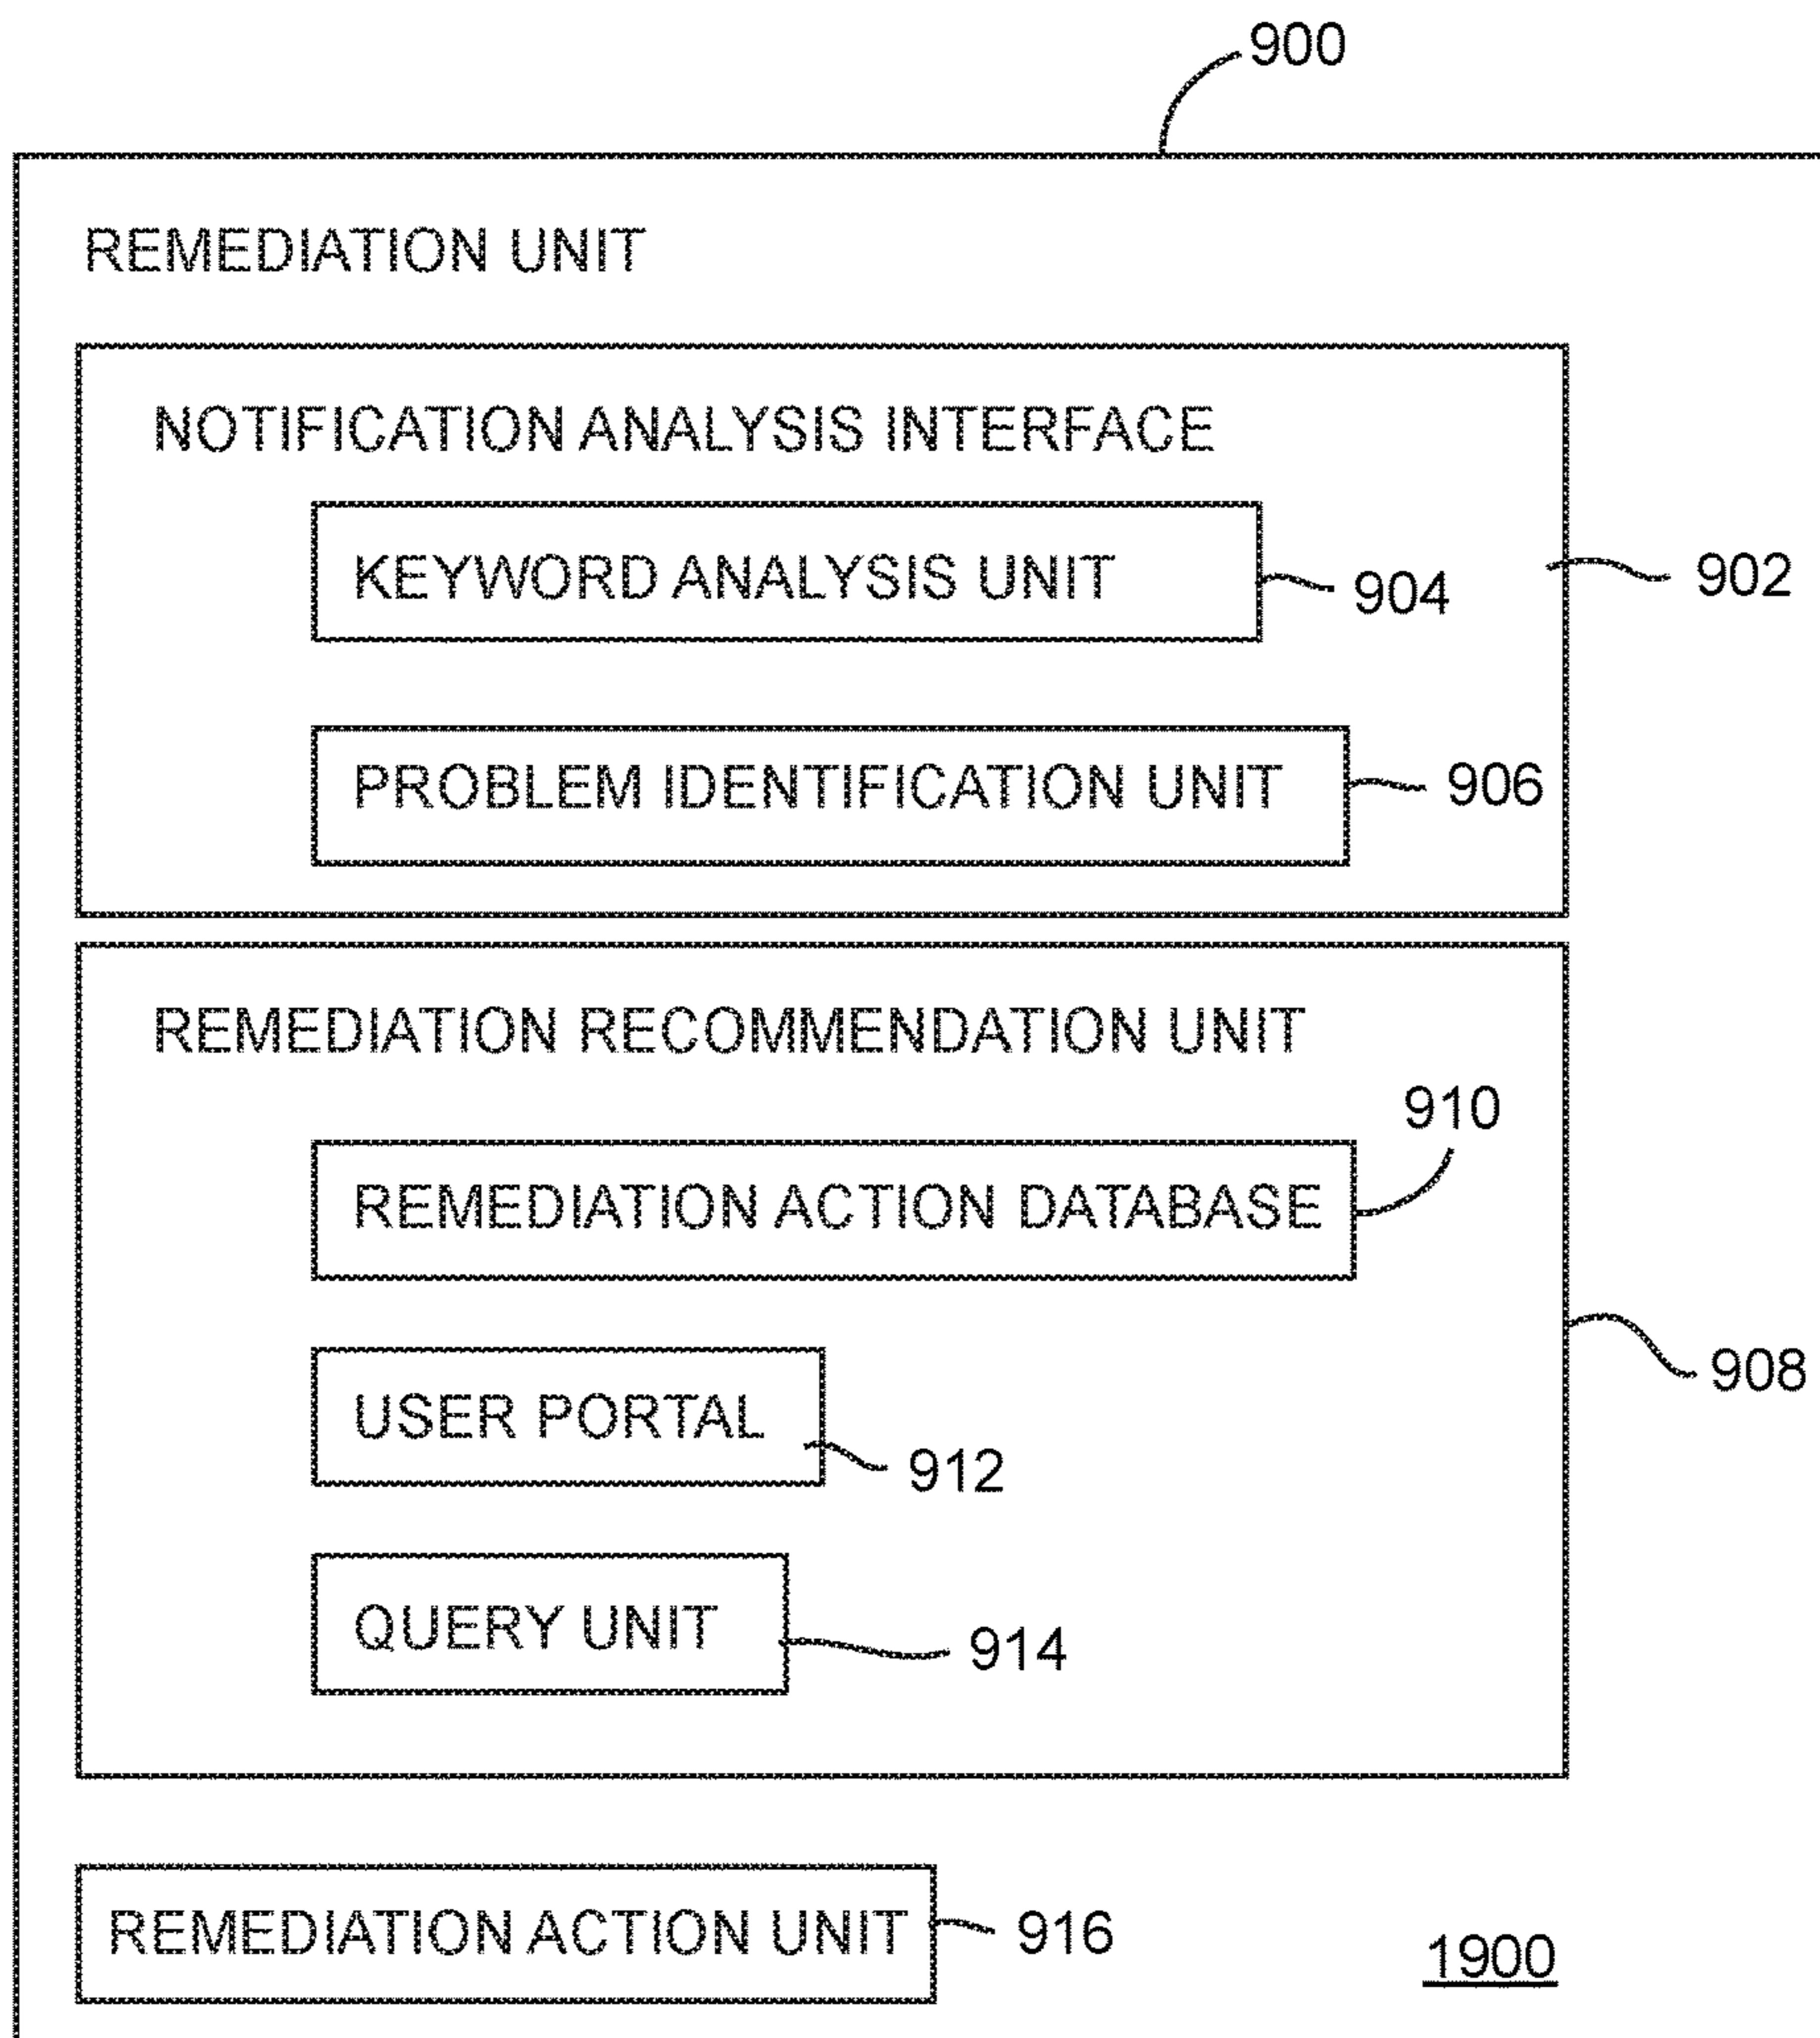 900
REMEDIATION UNIT
NOTIFICATION ANALYSIS INTERFACE
KEYWORD ANALYSIS UNIT
904
902
PROBLEM IDENTIFICATION UNIT
906
REMEDIATION RECOMMENDATION UNIT
910
REMEDIATION ACTION DATABASE
908
USER PORTAL
912
QUERY UNIT
914
REMEDIATION ACTION UNIT
916
1900